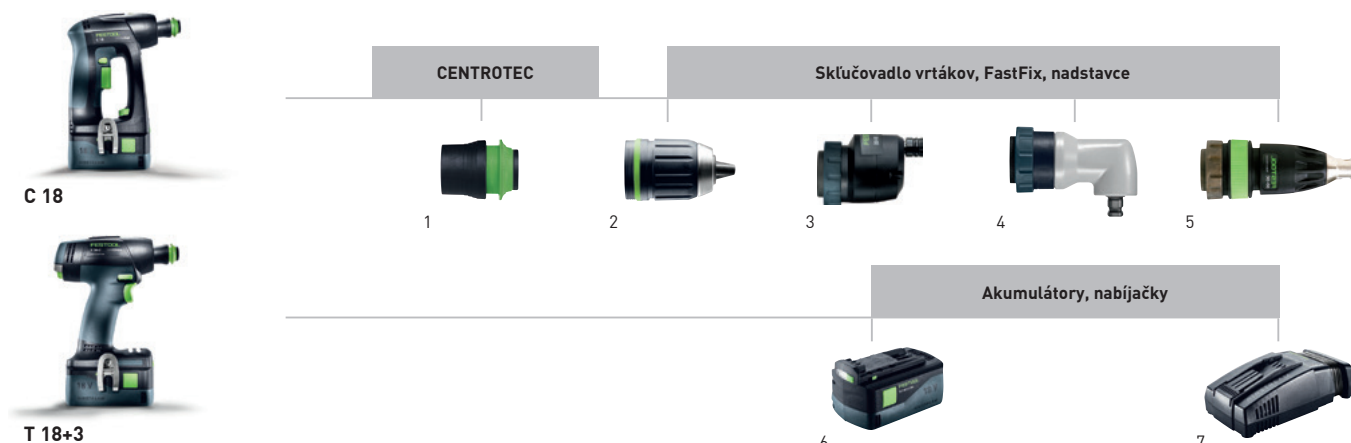 CENTROTEC
Skľučovadlo vrtákov, FastFix, nadstavce
C 18
1
2
3
4
5
Akumulátory, nabíjačky
T 18+3
6
7